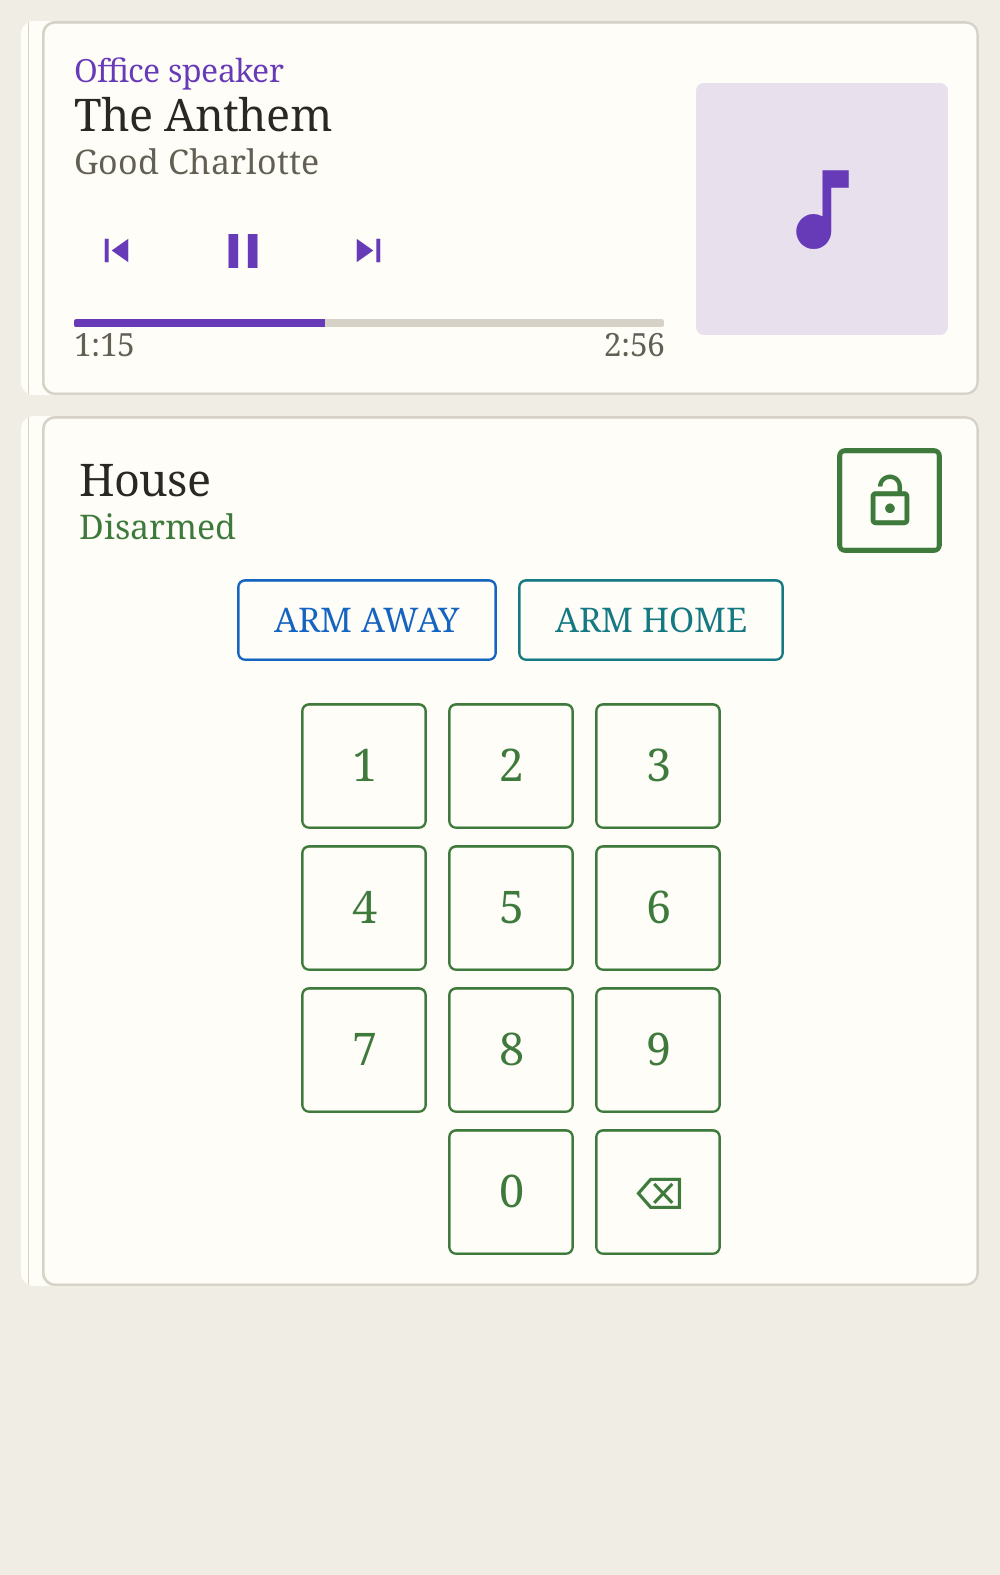 Office speaker
The Anthem
Good Charlotte
1:15 2:56
House
Disarmed
ARM AWAY ARM HOME
1 2 3
4 5 6
7 8 9
0